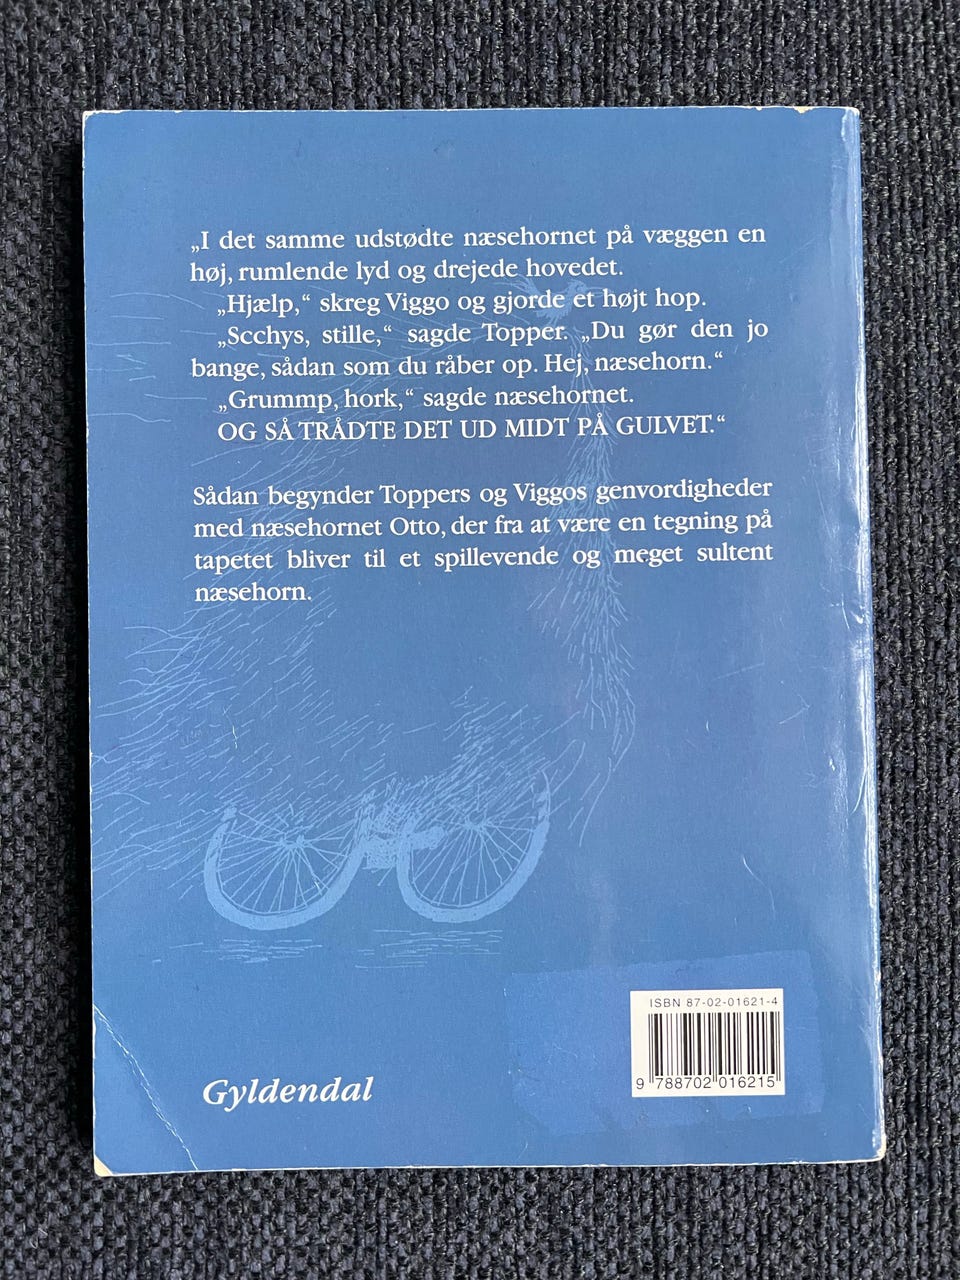 „I det samme udstødte næsehornet på væggen en
høj, rumlende lyd og drejede hovedet.
„Hjælp,“ skreg Viggo og gjorde et højt hop.
„Scchys, stille,“ sagde Topper. „Du gør den jo
bange, sådan som du råber op. Hej, næsehorn.“
„Grummp, hork,“ sagde næsehornet.
OG SÅ TRÅDTE DET UD MIDT PÅ GULVET.“
Sådan begynder Toppers og Viggos genvordigheder
med næsehornet Otto, der fra at være en tegning på
tapetet bliver til et spillevende og meget sultent
næsehorn.
ISBN 87-02-01621-4
9 788702 016215
Gyldendal